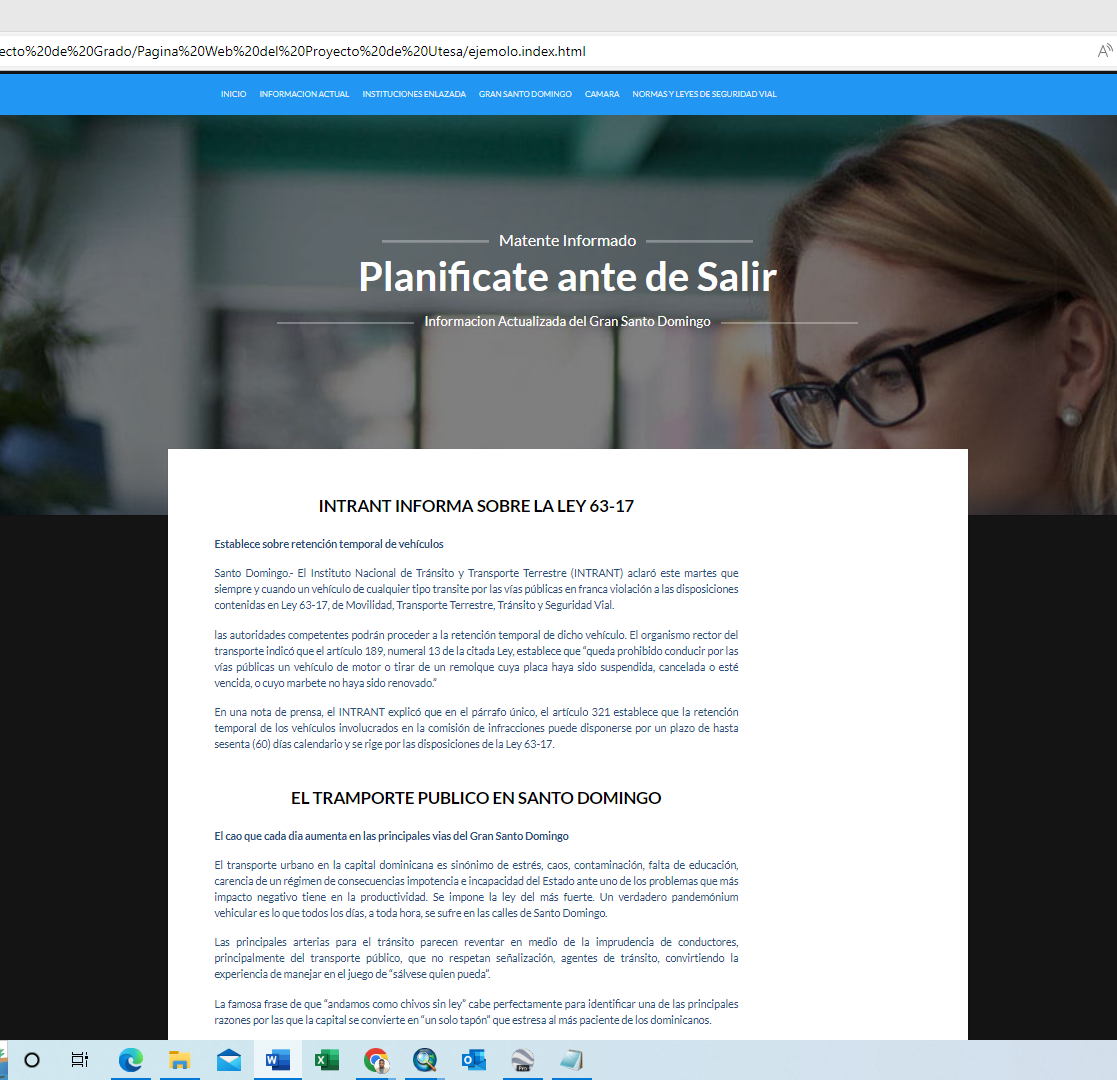 ecto%20de%20Grado/Pagina%20Web%20del%20Proyecto%20de%20Utesa/ejemolo.index.html
INICIO INFORMACION ACTUAL INSTITUCIONES ENLAZADA GRAN SANTO DOMINGO CAMARA NORMAS Y LEYES DE SEGURIDAD VIAL
Matente Informado
Planificate ante de Salir
Informacion Actualizada del Gran Santo Domingo
INTRANT INFORMA SOBRE LA LEY 63-17
Establece sobre retención temporal de vehículos
Santo Domingo.- El Instituto Nacional de Tránsito y Transporte Terrestre (INTRANT) aclaró este martes que
siempre y cuando un vehículo de cualquier tipo transite por las vías públicas en franca violación a las disposiciones
contenidas en Ley 63-17, de Movilidad, Transporte Terrestre, Tránsito y Seguridad Vial.
las autoridades competentes podrán proceder a la retención temporal de dicho vehículo. El organismo rector del
transporte indicó que el artículo 189, numeral 13 de la citada Ley, establece que “queda prohibido conducir por las
vías públicas un vehículo de motor o tirar de un remolque cuya placa haya sido suspendida, cancelada o esté
vencida, o cuyo marbete no haya sido renovado.”
En una nota de prensa, el INTRANT explicó que en el párrafo único, el artículo 321 establece que la retención
temporal de los vehículos involucrados en la comisión de infracciones puede disponerse por un plazo de hasta
sesenta (60) días calendario y se rige por las disposiciones de la Ley 63-17.
EL TRAMPORTE PUBLICO EN SANTO DOMINGO
El cao que cada dia aumenta en las principales vias del Gran Santo Domingo
El transporte urbano en la capital dominicana es sinónimo de estrés, caos, contaminación, falta de educación,
carencia de un régimen de consecuencias impotencia e incapacidad del Estado ante uno de los problemas que más
impacto negativo tiene en la productividad. Se impone la ley del más fuerte. Un verdadero pandemónium
vehicular es lo que todos los días, a toda hora, se sufre en las calles de Santo Domingo.
Las principales arterias para el tránsito parecen reventar en medio de la imprudencia de conductores,
principalmente del transporte público, que no respetan señalización, agentes de tránsito, convirtiendo la
experiencia de manejar en el juego de “sálvese quien pueda”.
La famosa frase de que “andamos como chivos sin ley” cabe perfectamente para identificar una de las principales
razones por las que la capital se convierte en “un solo tapón” que estresa al más paciente de los dominicanos.
Pro